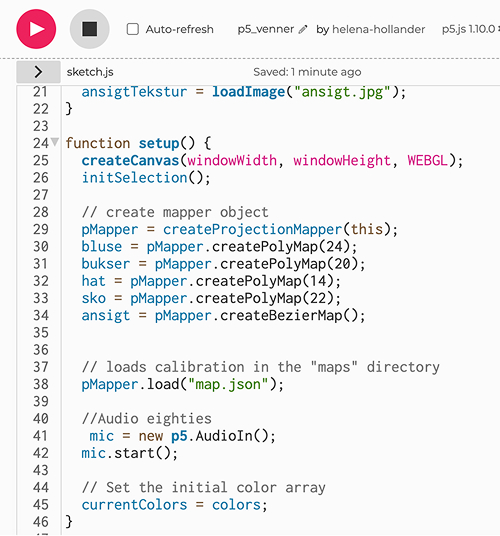 Auto-refresh p5_venner by helena-hollander p5.js 1.10.0
sketch.js Saved: 1 minute ago
21 ansigtTekstur = loadImage("ansigt.jpg");
22 }
23
24 function setup() {
25 createCanvas(windowWidth, windowHeight, WEBGL);
26 initSelection();
27
28 // create mapper object
29 pMapper = createProjectionMapper(this);
30 bluse = pMapper.createPolyMap(24);
31 bukser = pMapper.createPolyMap(20);
32 hat = pMapper.createPolyMap(14);
33 sko = pMapper.createPolyMap(22);
34 ansigt = pMapper.createBezierMap();
35
36
37 // loads calibration in the "maps" directory
38 pMapper.load("map.json");
39
40 //Audio eighties
41 mic = new p5.AudioIn();
42 mic.start();
43
44 // Set the initial color array
45 currentColors = colors;
46 }